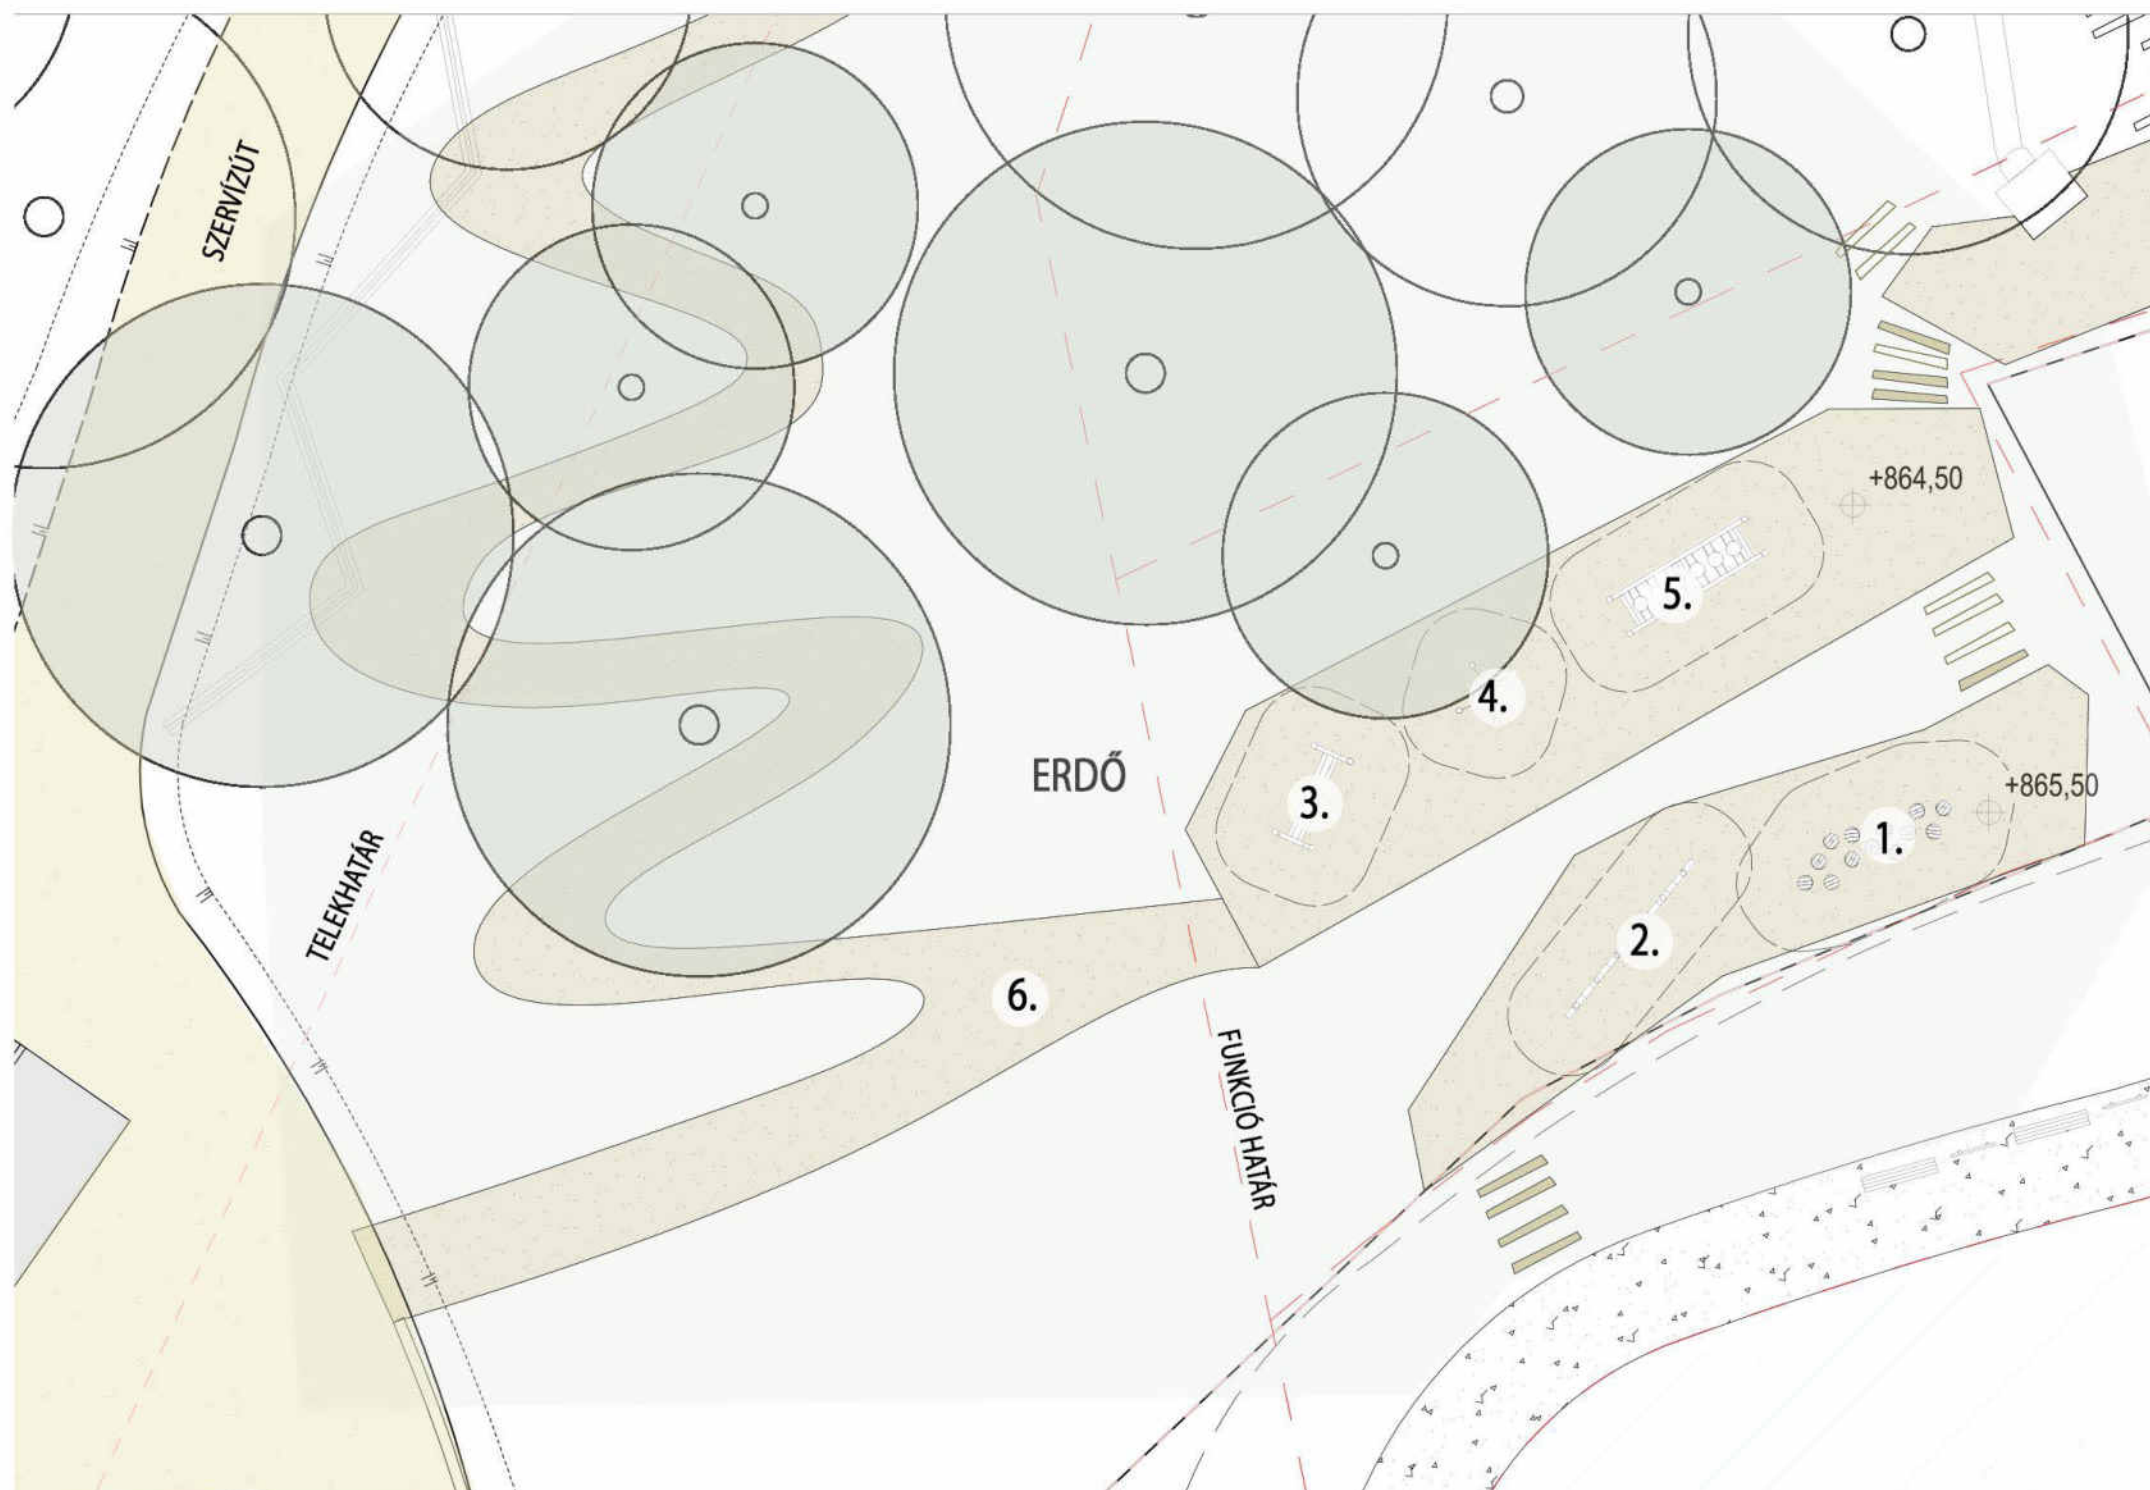 SZERVÍZÚT
+864,50
5.
4.
ERDŐ
3.
+865,50
1.
TELEKHATÁR
2.
6.
FUNKCIÓ HATÁR